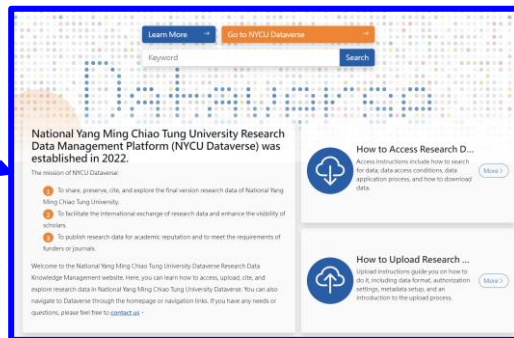 Learn More →
Go to NYCU Dataverse →
Keyword
Search
Dataverse
National Yang Ming Chiao Tung University Research
Data Management Platform (NYCU Dataverse) was
established in 2022.
The mission of NYCU Dataverse:
1 To share, preserve, cite, and explore the final version research data of National Yang
Ming Chiao Tung University.
2 To facilitate the international exchange of research data and enhance the visibility of
scholars.
3 To publish research data for academic reputation and to meet the requirements of
funders or journals.
Welcome to the National Yang Ming Chiao Tung University Dataverse Research Data
Knowledge Management website. Here, you can learn how to access, upload, cite, and
explore research data in National Yang Ming Chiao Tung University Dataverse. You can also
navigate to Dataverse through the homepage or navigation links. If you have any needs or
questions, please feel free to contact us。
How to Access Research D...
Access instructions include how to search
for data, data access conditions, data
application process, and how to download
data.
More >
How to Upload Research ...
Upload instructions guide you on how to
do it, including data format, authorization
settings, metadata setup, and an
introduction to the upload process.
More >